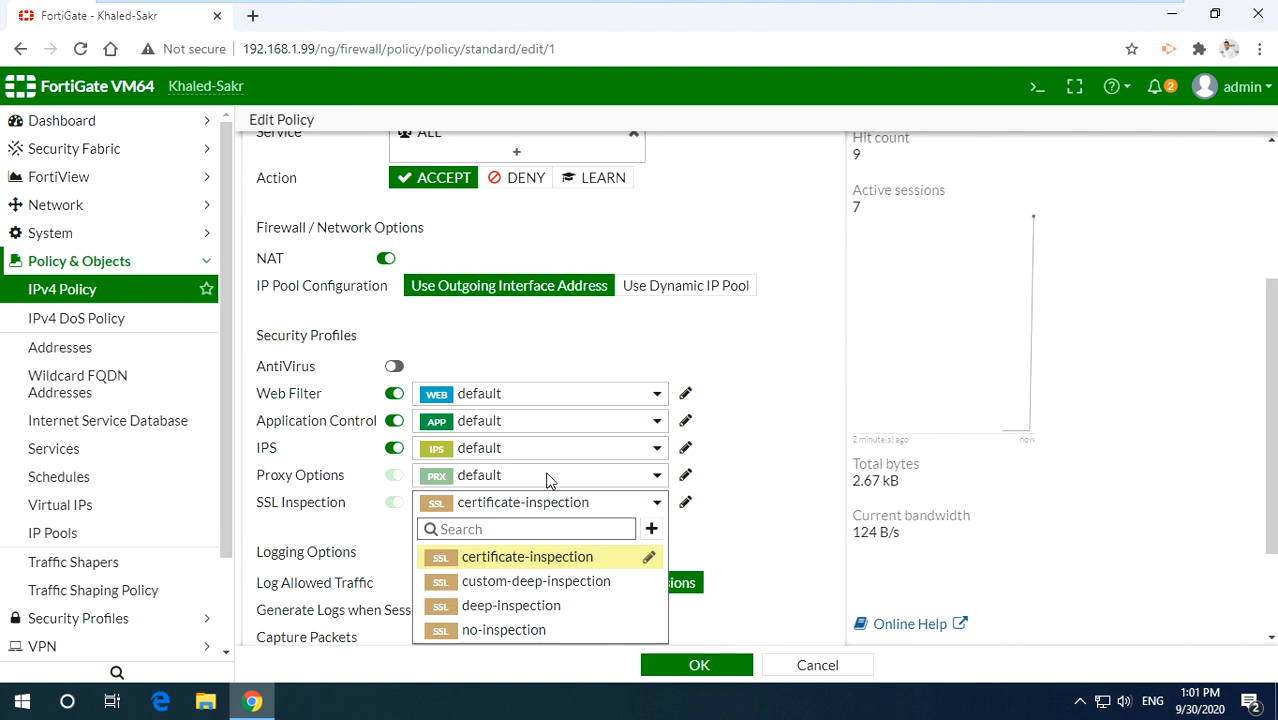 FortiGate - Khaled-Sakr
Not secure
192.168.1.99/ng/firewall/policy/policy/standard/edit/1
FortiGate VM64
Khaled-Sakr
2
admin
Dashboard
Security Fabric
FortiView
Network
System
Policy & Objects
IPv4 Policy
IPv4 DoS Policy
Addresses
Wildcard FQDN
Addresses
Internet Service Database
Services
Schedules
Virtual IPs
IP Pools
Traffic Shapers
Traffic Shaping Policy
Security Profiles
VPN
Edit Policy
Service
ALL
Action
ACCEPT
DENY
LEARN
Firewall / Network Options
NAT
IP Pool Configuration
Use Outgoing Interface Address
Use Dynamic IP Pool
Security Profiles
AntiVirus
Web Filter
WEB default
Application Control
APP default
IPS
IPS default
Proxy Options
PRX default
SSL Inspection
SSL certificate-inspection
Search
SSL certificate-inspection
SSL custom-deep-inspection
SSL deep-inspection
SSL no-inspection
Logging Options
Log Allowed Traffic
ions
Generate Logs when Sess
Capture Packets
OK
Cancel
Hit count
9
Active sessions
7
2 minute(s) ago
now
Total bytes
2.67 kB
Current bandwidth
124 B/s
Online Help
ENG
1:01 PM
9/30/2020
2